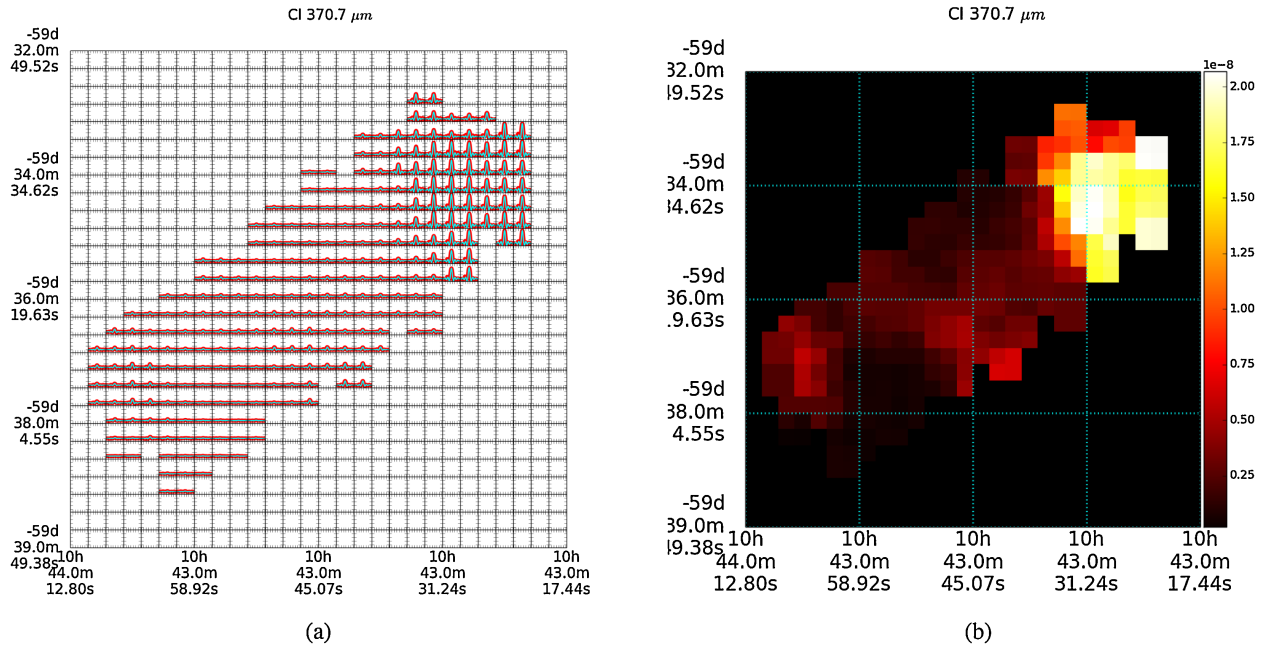 CI 370.7 μm
-59d
32.0m
49.52s
-59d
34.0m
34.62s
-59d
36.0m
19.63s
-59d
38.0m
4.55s
-59d
39.0m
49.38s
10h
44.0m
12.80s
10h
43.0m
58.92s
10h
43.0m
45.07s
10h
43.0m
31.24s
10h
43.0m
17.44s
(a)
CI 370.7 μm
-59d
32.0m
49.52s
-59d
34.0m
34.62s
-59d
36.0m
19.63s
-59d
38.0m
4.55s
-59d
39.0m
49.38s
10h
44.0m
12.80s
10h
43.0m
58.92s
10h
43.0m
45.07s
10h
43.0m
31.24s
10h
43.0m
17.44s
1e-8
2.00
1.75
1.50
1.25
1.00
0.75
0.50
0.25
(b)